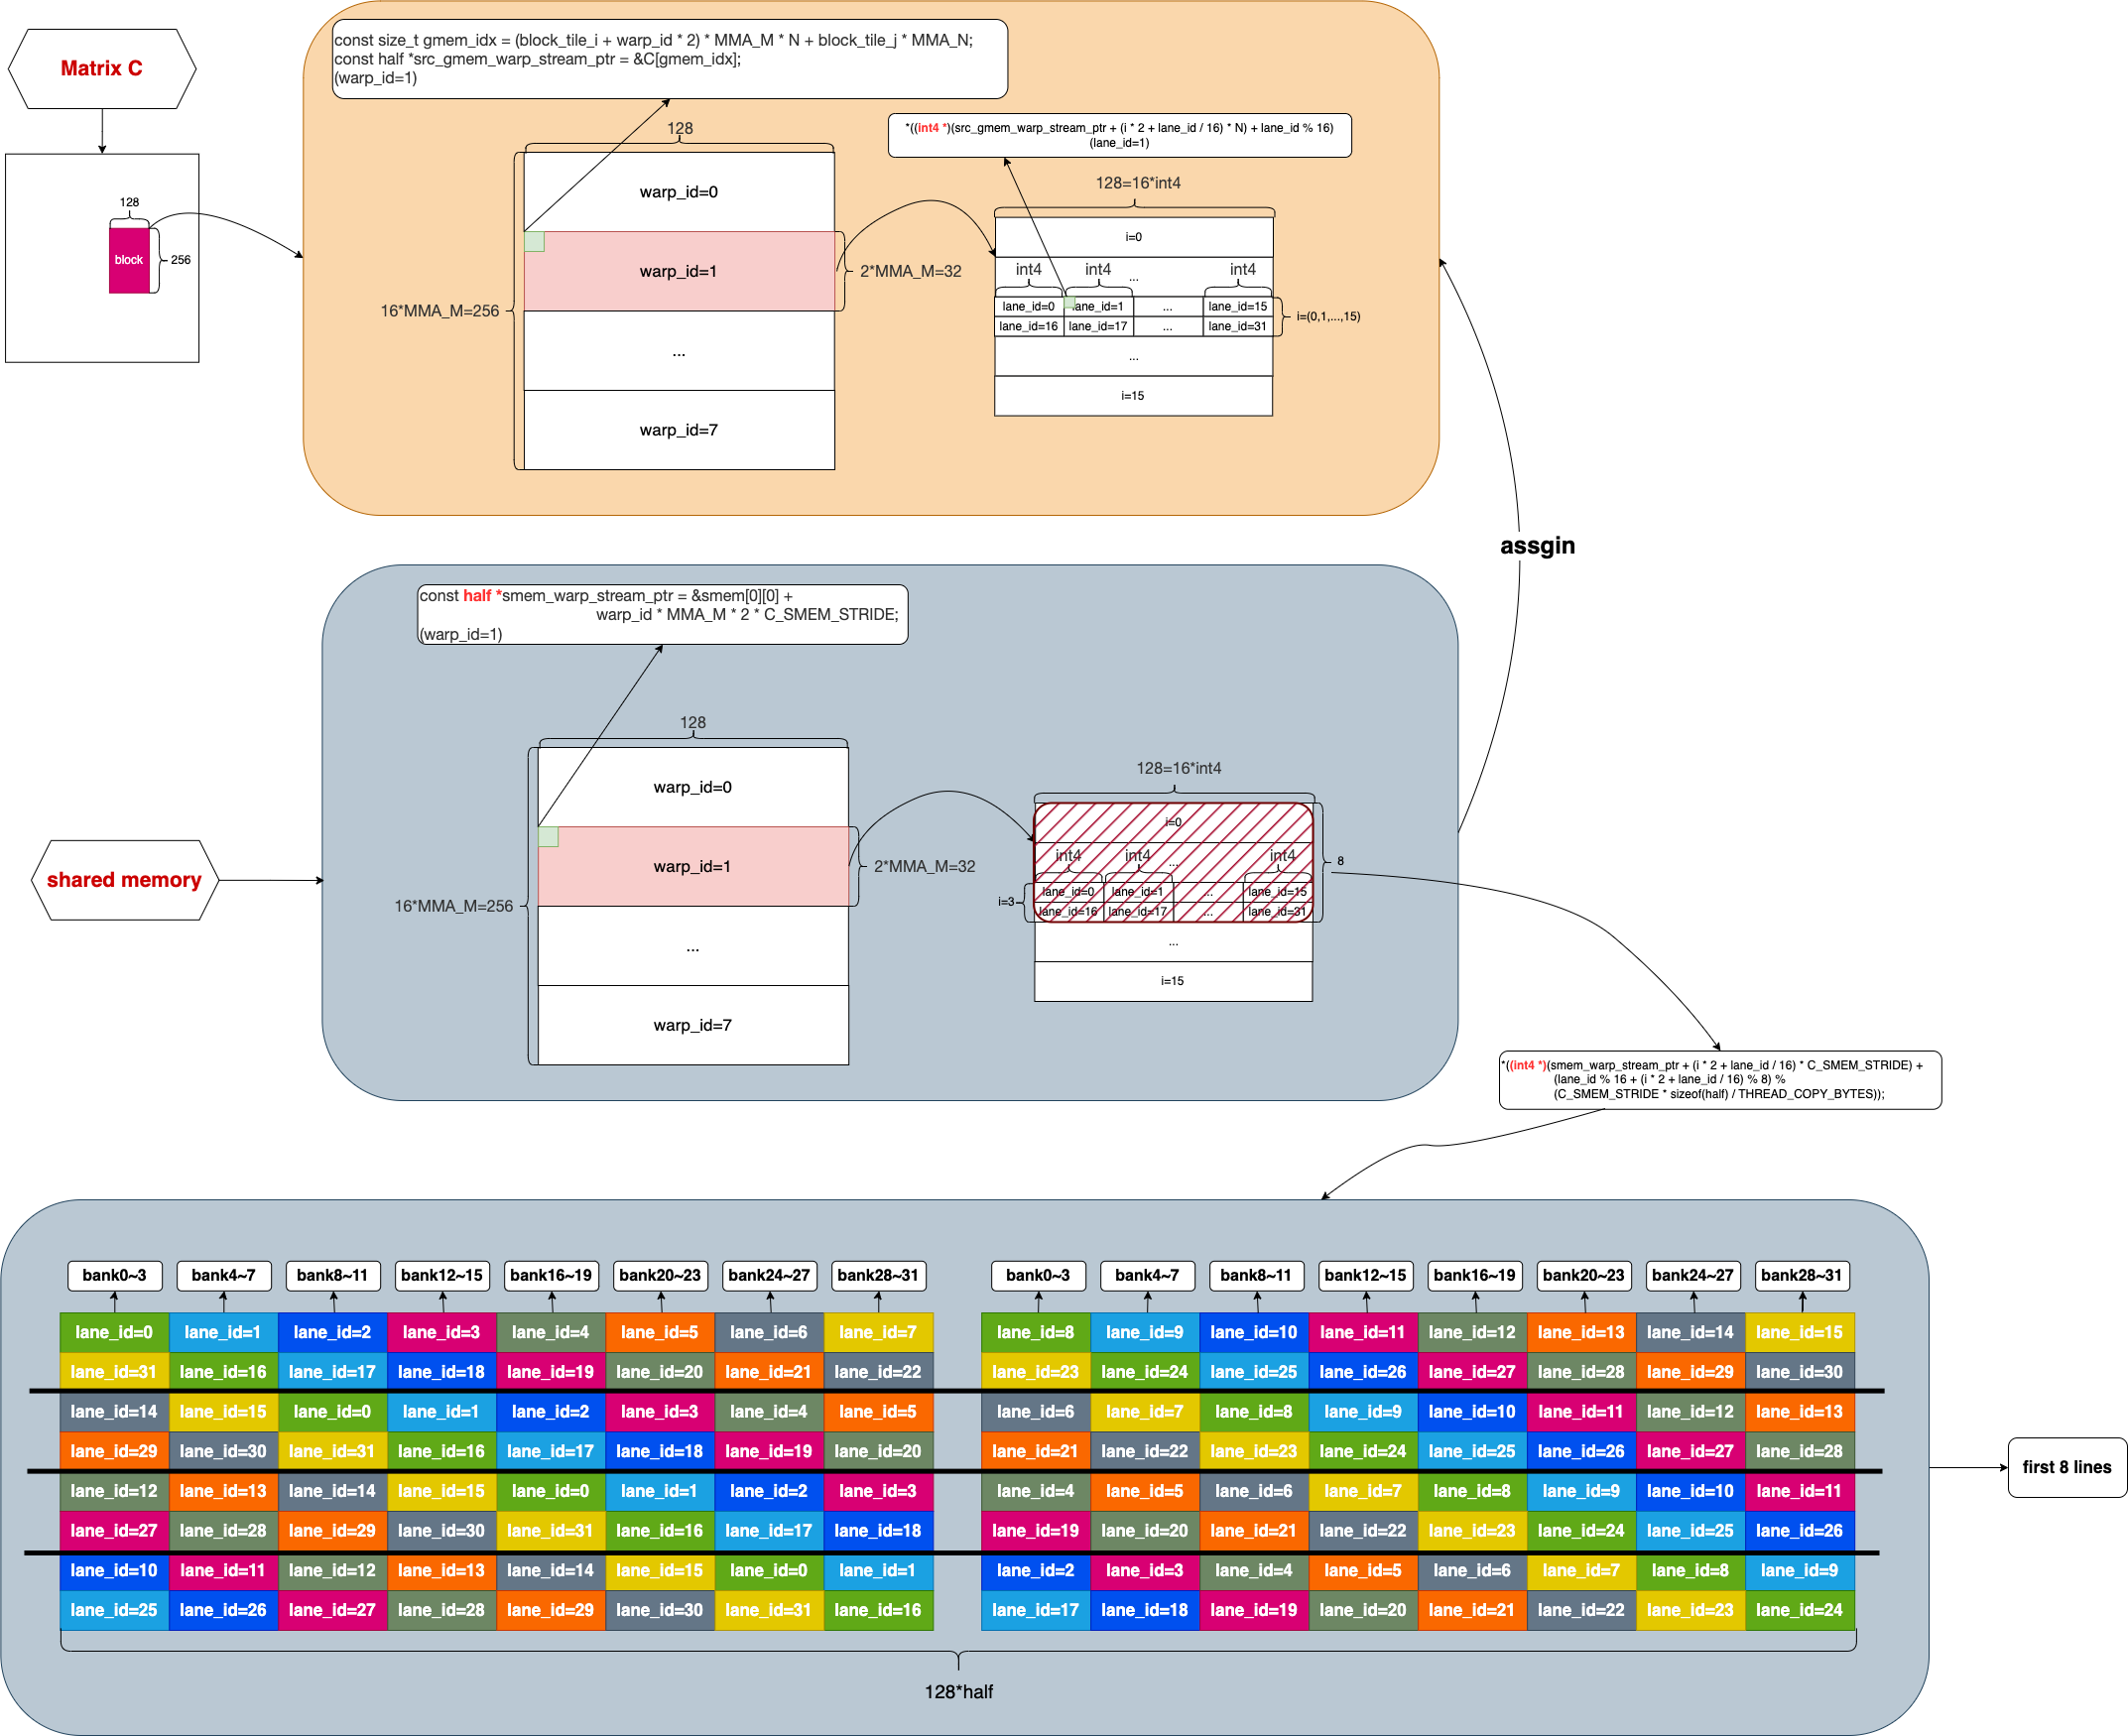 Matrix C
128
block
256
const size_t gmem_idx = (block_tile_i + warp_id * 2) * MMA_M * N + block_tile_j * MMA_N;
const half *src_gmem_warp_stream_ptr = &C[gmem_idx];
(warp_id=1)
128
16*MMA_M=256
warp_id=0
warp_id=1
...
warp_id=7
2*MMA_M=32
*((int4 *)(src_gmem_warp_stream_ptr + (i * 2 + lane_id / 16) * N) + lane_id % 16)
(lane_id=1)
128=16*int4
i=0
int4 int4 ... int4
lane_id=0 lane_id=1 ... lane_id=15
lane_id=16 lane_id=17 ... lane_id=31
i=(0,1,...,15)
...
i=15
assgin
shared memory
const half *smem_warp_stream_ptr = &smem[0][0] +
warp_id * MMA_M * 2 * C_SMEM_STRIDE;
(warp_id=1)
128
16*MMA_M=256
warp_id=0
warp_id=1
...
warp_id=7
2*MMA_M=32
128=16*int4
i=0
int4 int4 ... int4
8
i=3
lane_id=0 lane_id=1 ... lane_id=15
lane_id=16 lane_id=17 ... lane_id=31
...
i=15
*((int4 *)(smem_warp_stream_ptr + (i * 2 + lane_id / 16) * C_SMEM_STRIDE) +
(lane_id % 16 + (i * 2 + lane_id / 16) % 8) %
(C_SMEM_STRIDE * sizeof(half) / THREAD_COPY_BYTES));
bank0~3 bank4~7 bank8~11 bank12~15 bank16~19 bank20~23 bank24~27 bank28~31 bank0~3 bank4~7 bank8~11 bank12~15 bank16~19 bank20~23 bank24~27 bank28~31
lane_id=0 lane_id=1 lane_id=2 lane_id=3 lane_id=4 lane_id=5 lane_id=6 lane_id=7 lane_id=8 lane_id=9 lane_id=10 lane_id=11 lane_id=12 lane_id=13 lane_id=14 lane_id=15
lane_id=31 lane_id=16 lane_id=17 lane_id=18 lane_id=19 lane_id=20 lane_id=21 lane_id=22 lane_id=23 lane_id=24 lane_id=25 lane_id=26 lane_id=27 lane_id=28 lane_id=29 lane_id=30
lane_id=14 lane_id=15 lane_id=0 lane_id=1 lane_id=2 lane_id=3 lane_id=4 lane_id=5 lane_id=6 lane_id=7 lane_id=8 lane_id=9 lane_id=10 lane_id=11 lane_id=12 lane_id=13
lane_id=29 lane_id=30 lane_id=31 lane_id=16 lane_id=17 lane_id=18 lane_id=19 lane_id=20 lane_id=21 lane_id=22 lane_id=23 lane_id=24 lane_id=25 lane_id=26 lane_id=27 lane_id=28
lane_id=12 lane_id=13 lane_id=14 lane_id=15 lane_id=0 lane_id=1 lane_id=2 lane_id=3 lane_id=4 lane_id=5 lane_id=6 lane_id=7 lane_id=8 lane_id=9 lane_id=10 lane_id=11
lane_id=27 lane_id=28 lane_id=29 lane_id=30 lane_id=31 lane_id=16 lane_id=17 lane_id=18 lane_id=19 lane_id=20 lane_id=21 lane_id=22 lane_id=23 lane_id=24 lane_id=25 lane_id=26
lane_id=10 lane_id=11 lane_id=12 lane_id=13 lane_id=14 lane_id=15 lane_id=0 lane_id=1 lane_id=2 lane_id=3 lane_id=4 lane_id=5 lane_id=6 lane_id=7 lane_id=8 lane_id=9
lane_id=25 lane_id=26 lane_id=27 lane_id=28 lane_id=29 lane_id=30 lane_id=31 lane_id=16 lane_id=17 lane_id=18 lane_id=19 lane_id=20 lane_id=21 lane_id=22 lane_id=23 lane_id=24
first 8 lines
128*half